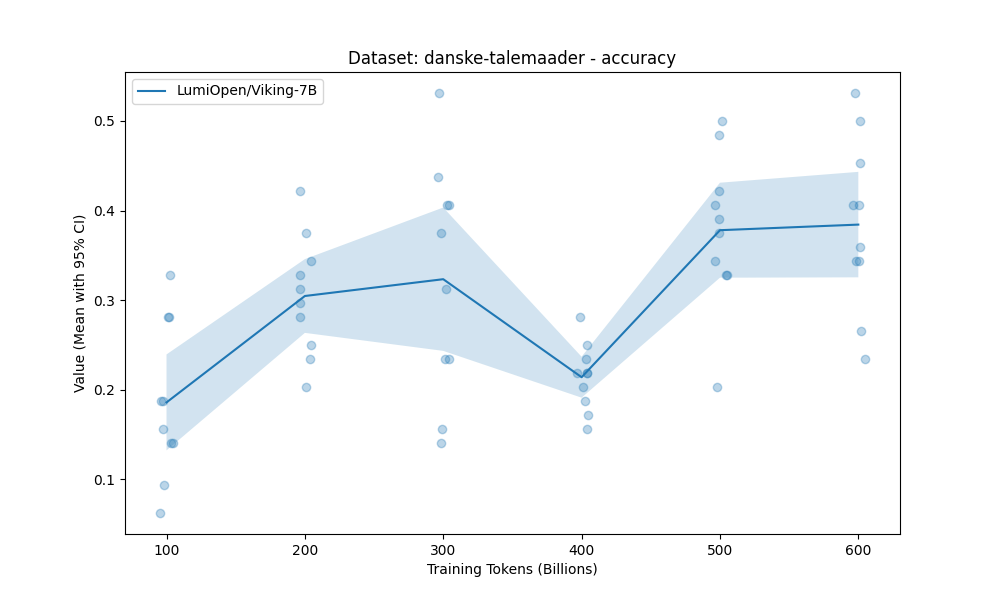 Dataset: danske-talemaader - accuracy
LumiOpen/Viking-7B
Value (Mean with 95% CI)
0.5
0.4
0.3
0.2
0.1
100 200 300 400 500 600
Training Tokens (Billions)